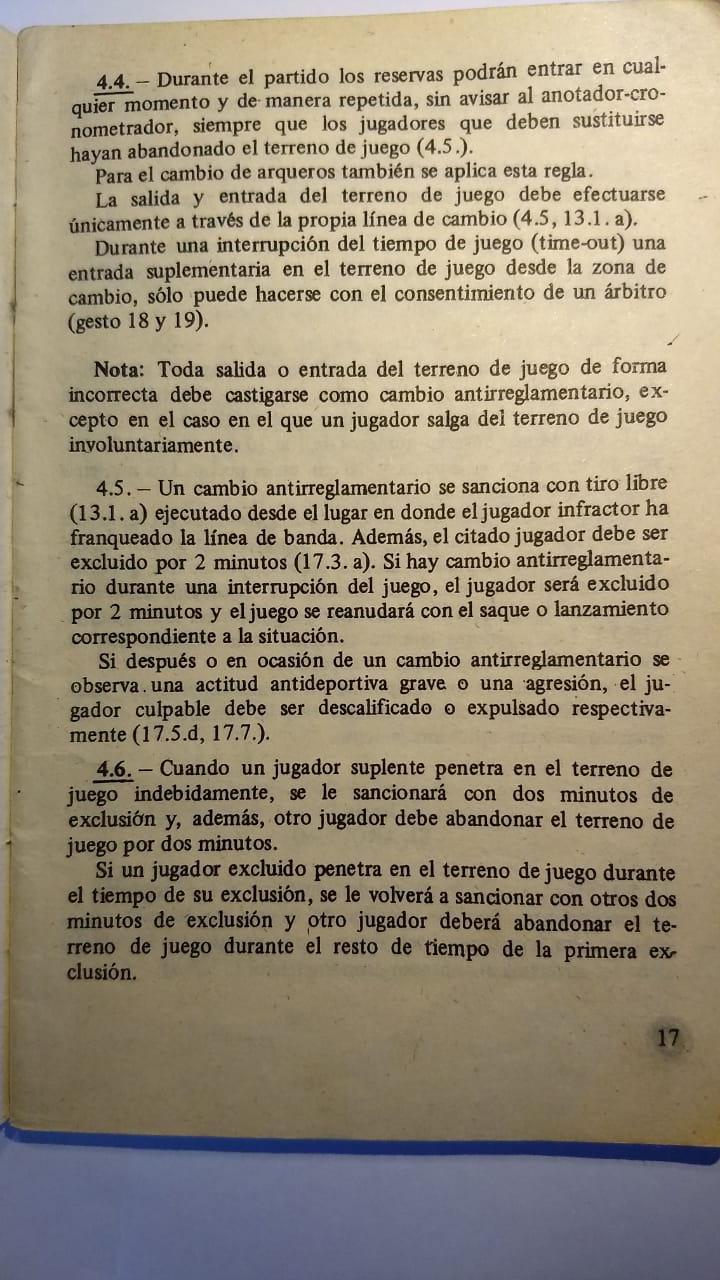 4.4. — Durante el partido los reservas podrán entrar en cual-
quier momento y de manera repetida, sin avisar al anotador-cro-
nometrador, siempre que los jugadores que deben sustituirse
hayan abandonado el terreno de juego (4.5.).
Para el cambio de arqueros también se aplica esta regla.
La salida y entrada del terreno de juego debe efectuarse
únicamente a través de la propia línea de cambio (4.5, 13.1. a).
Durante una interrupción del tiempo de juego (time-out) una
entrada suplementaria en el terreno de juego desde la zona de
cambio, sólo puede hacerse con el consentimiento de un árbitro
(gesto 18 y 19).
Nota: Toda salida o entrada del terreno de juego de forma
incorrecta debe castigarse como cambio antirreglamentario, ex-
cepto en el caso en el que un jugador salga del terreno de juego
involuntariamente.
4.5. — Un cambio antirreglamentario se sanciona con tiro libre
(13.1. a) ejecutado desde el lugar en donde el jugador infractor ha
franqueado la línea de banda. Además, el citado jugador debe ser
excluido por 2 minutos (17.3. a). Si hay cambio antirreglamenta-
rio durante una interrupción del juego, el jugador será excluido
por 2 minutos y el juego se reanudará con el saque o lanzamiento
correspondiente a la situación.
Si después o en ocasión de un cambio antirreglamentario se
observa una actitud antideportiva grave o una agresión, el ju-
gador culpable debe ser descalificado o expulsado respectiva-
mente (17.5.d, 17.7.).
4.6. — Cuando un jugador suplente penetra en el terreno de
juego indebidamente, se le sancionará con dos minutos de
exclusión y, además, otro jugador debe abandonar el terreno de
juego por dos minutos.
Si un jugador excluido penetra en el terreno de juego durante
el tiempo de su exclusión, se le volverá a sancionar con otros dos
minutos de exclusión y otro jugador deberá abandonar el te-
rreno de juego durante el resto de tiempo de la primera ex-
clusión.
17